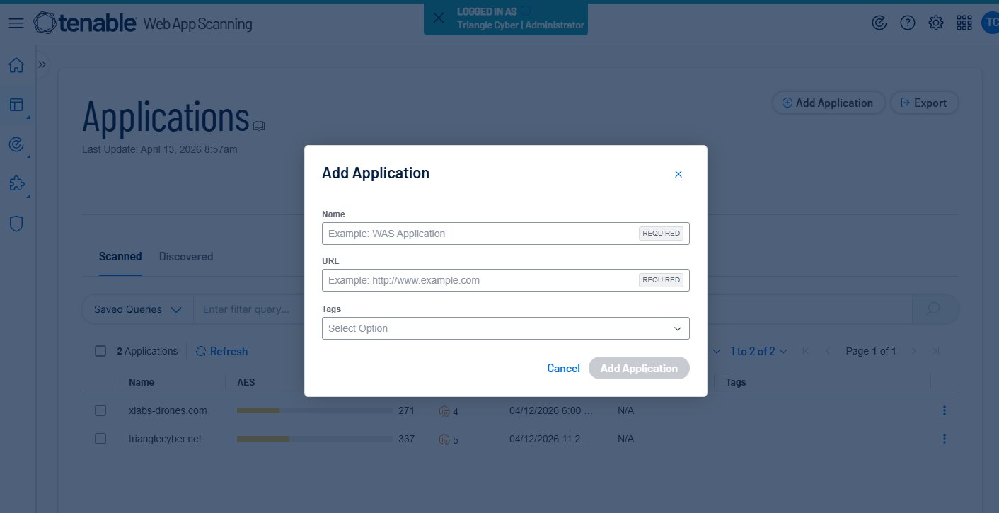 tenable Web App Scanning
LOGGED IN AS
Triangle Cyber | Administrator
TC
Applications
Last Update: April 13, 2026 8:57am
Add Application
Export
Add Application
Name
Example: WAS Application REQUIRED
URL
Example: http://www.example.com REQUIRED
Tags
Select Option
Cancel Add Application
Scanned Discovered
Saved Queries Enter filter query...
2 Applications Refresh 1 to 2 of 2 Page 1 of 1
Name AES Tags
xlabs-drones.com 271 4 04/12/2026 6:00 ... N/A
trianglecyber.net 337 5 04/12/2026 11:2... N/A